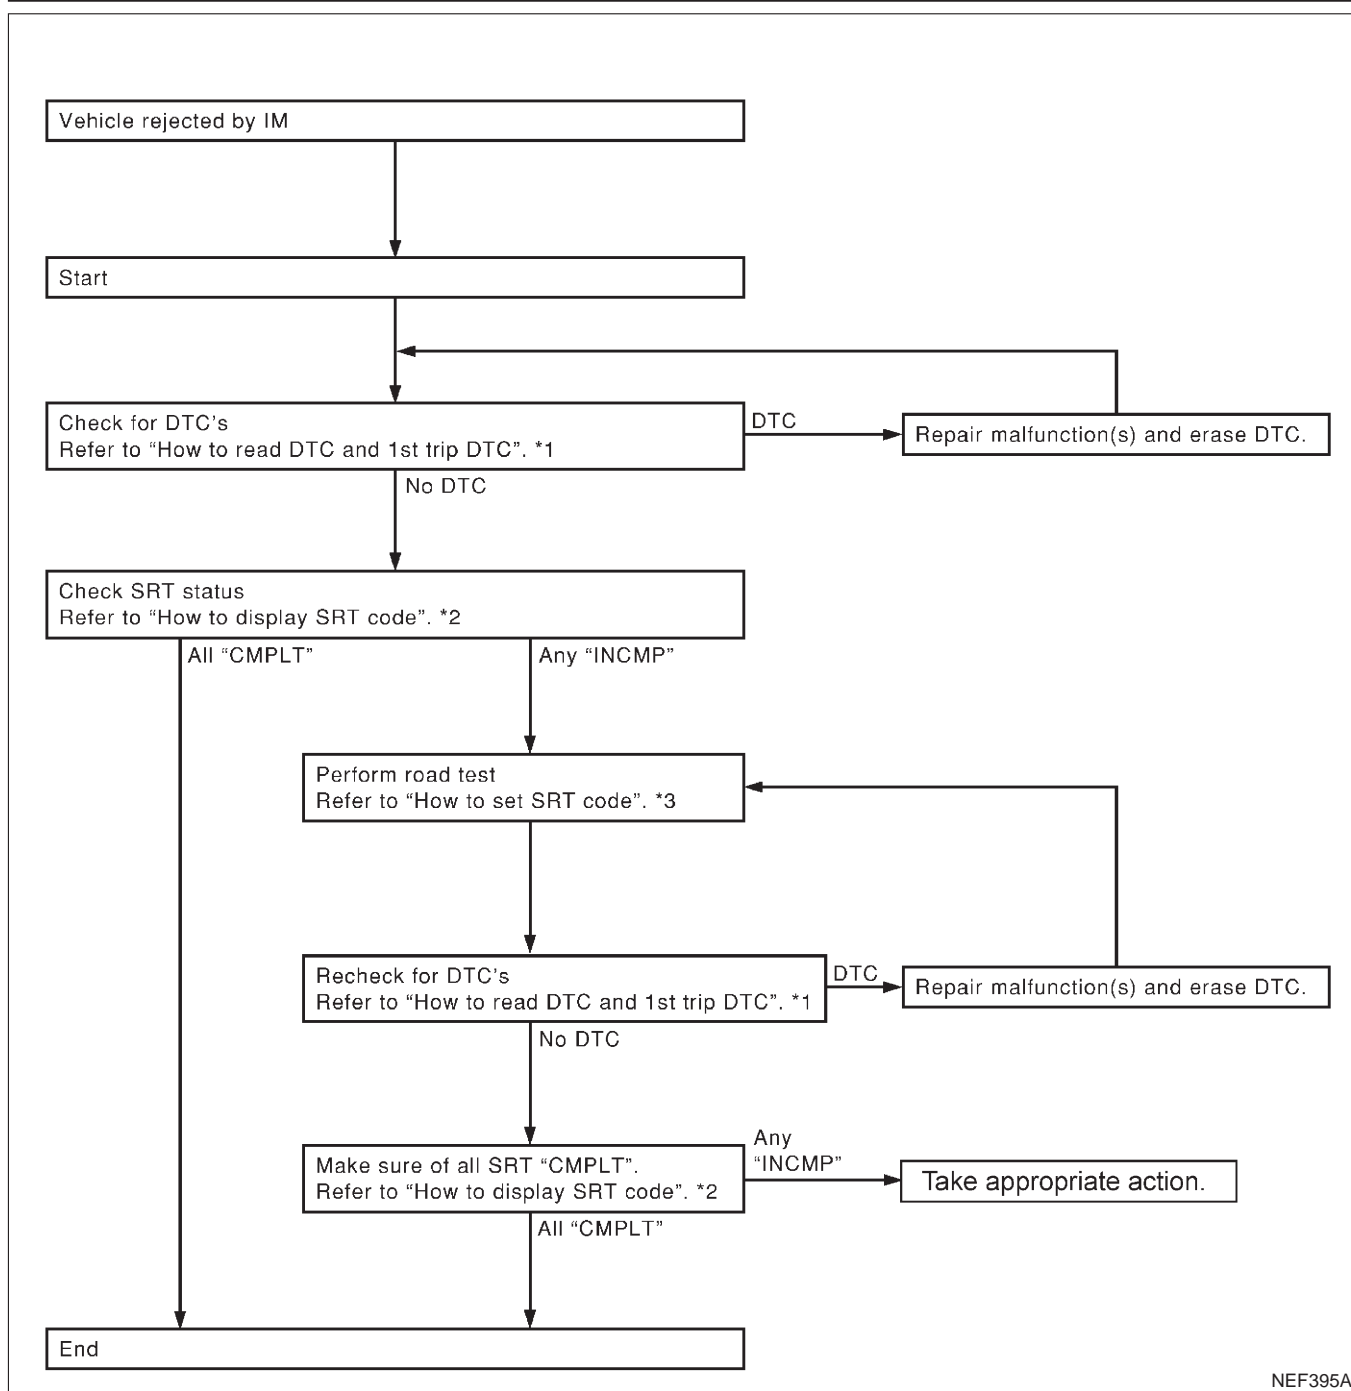 Vehicle rejected by IM
Start
Check for DTC's
Refer to “How to read DTC and 1st trip DTC”. *1
DTC
Repair malfunction(s) and erase DTC.
No DTC
Check SRT status
Refer to “How to display SRT code”. *2
All “CMPLT”
Any “INCMP”
Perform road test
Refer to “How to set SRT code”. *3
Recheck for DTC's
Refer to “How to read DTC and 1st trip DTC”. *1
DTC
Repair malfunction(s) and erase DTC.
No DTC
Make sure of all SRT “CMPLT”.
Refer to “How to display SRT code”. *2
Any
“INCMP”
Take appropriate action.
All “CMPLT”
End
NEF395A